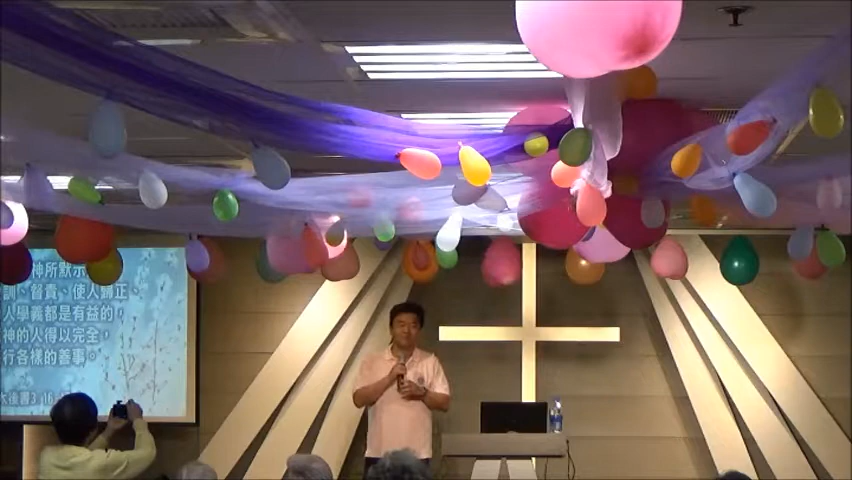 神所默示
訓、督責、使人歸正、
人學義都是有益的!
神的人得以完全,
行各樣的善事。
太後書3 16